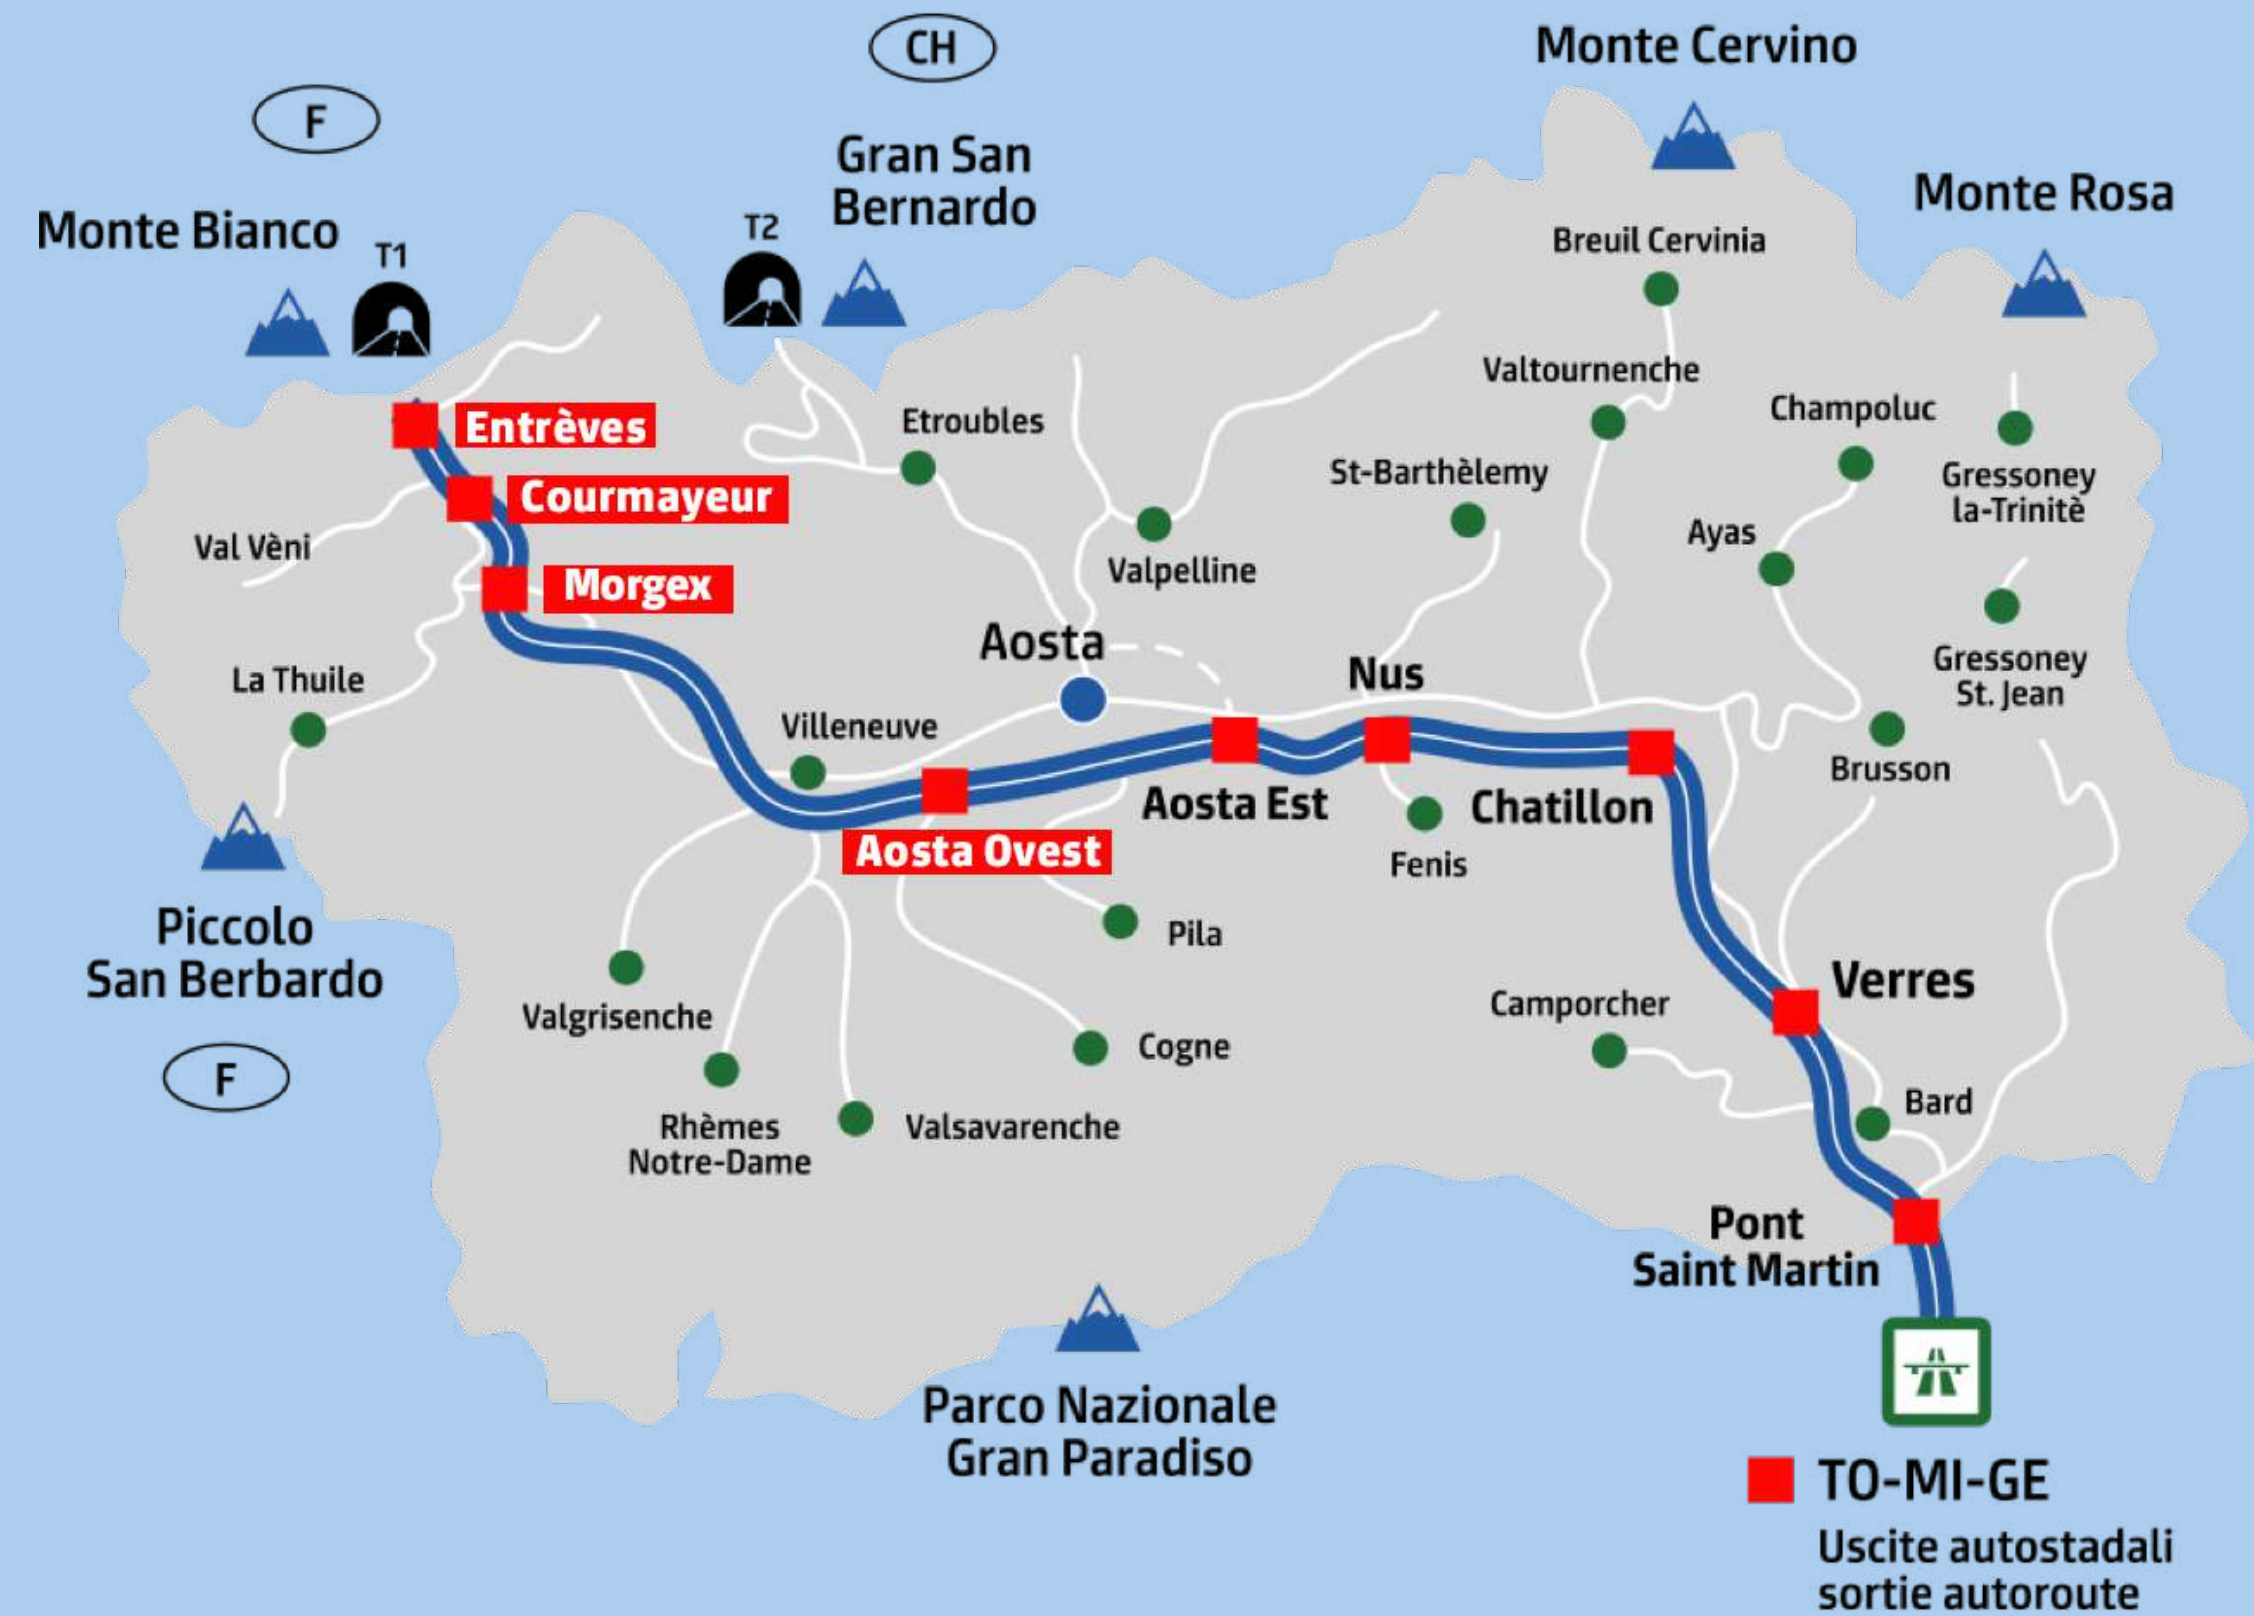 CH
Monte Cervino
F
Gran San
Bernardo
Monte Rosa
Monte Bianco
T1
T2
Breuil Cervinia
Valtournenche
Champoluc
Entrèves
Etroubles
St-Barthèlemy
Gressoney
la-Trinitè
Courmayeur
Val Vèni
Ayas
Valpelline
Morgex
Aosta
Nus
Gressoney
St. Jean
La Thuile
Villeneuve
Brusson
Aosta Est
Chatillon
Aosta Ovest
Fenis
Piccolo
San Berbardo
Pila
Verres
Valgrisenche
Camporcher
Cogne
F
Bard
Rhèmes
Notre-Dame
Valsavarenche
Pont
Saint Martin
Parco Nazionale
Gran Paradiso
TO-MI-GE
Uscite autostadali
sortie autoroute